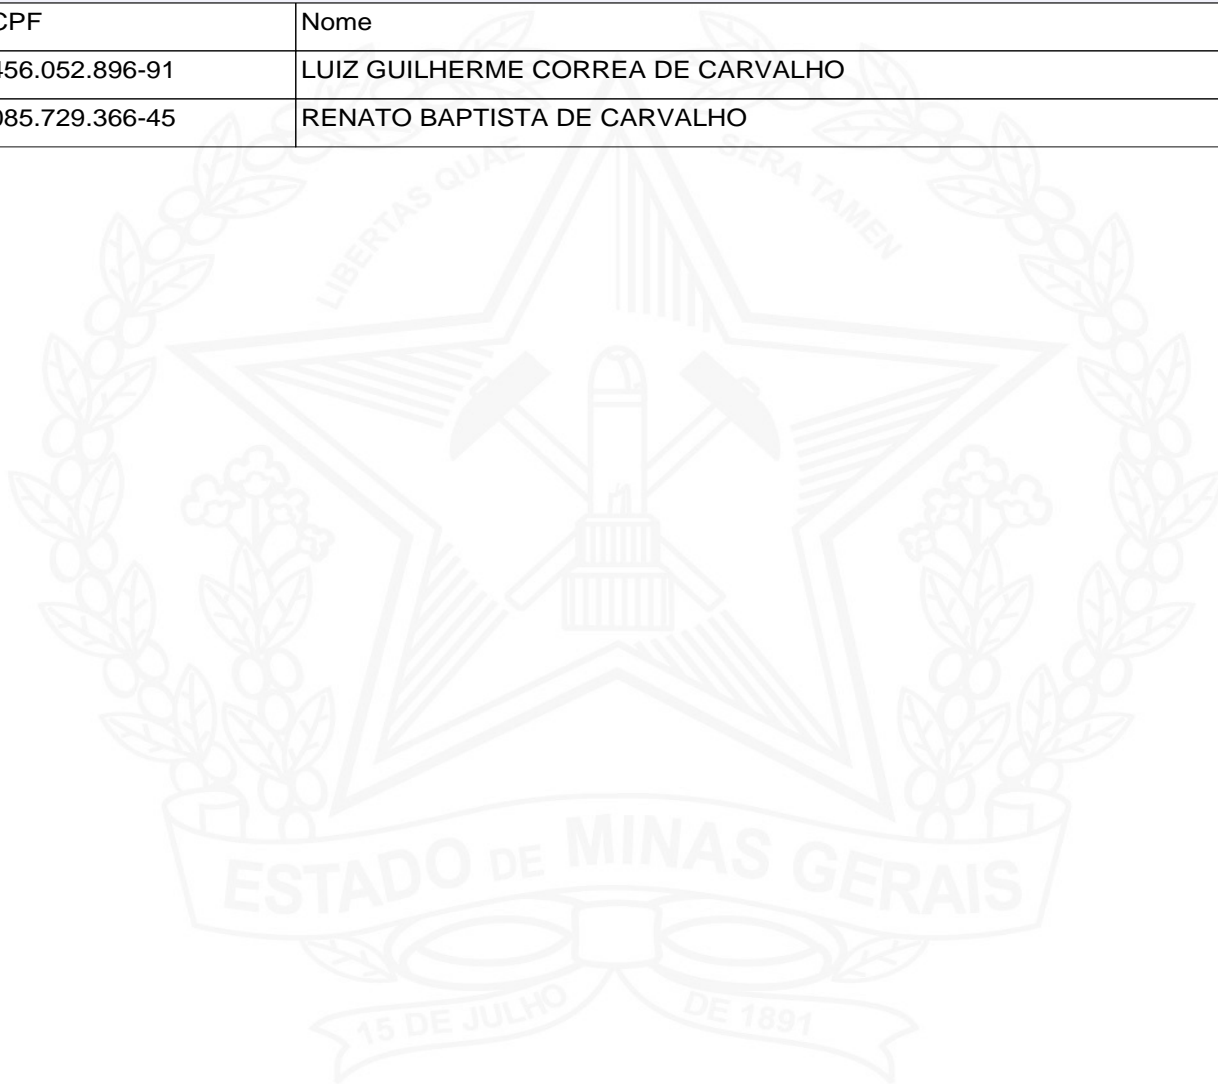 CPF Nome
456.052.896-91 LUIZ GUILHERME CORREA DE CARVALHO
085.729.366-45 RENATO BAPTISTA DE CARVALHO
LIBERTAS QUAE SERA TAMEN
ESTADO DE MINAS GERAIS
15 DE JULHO DE 1891